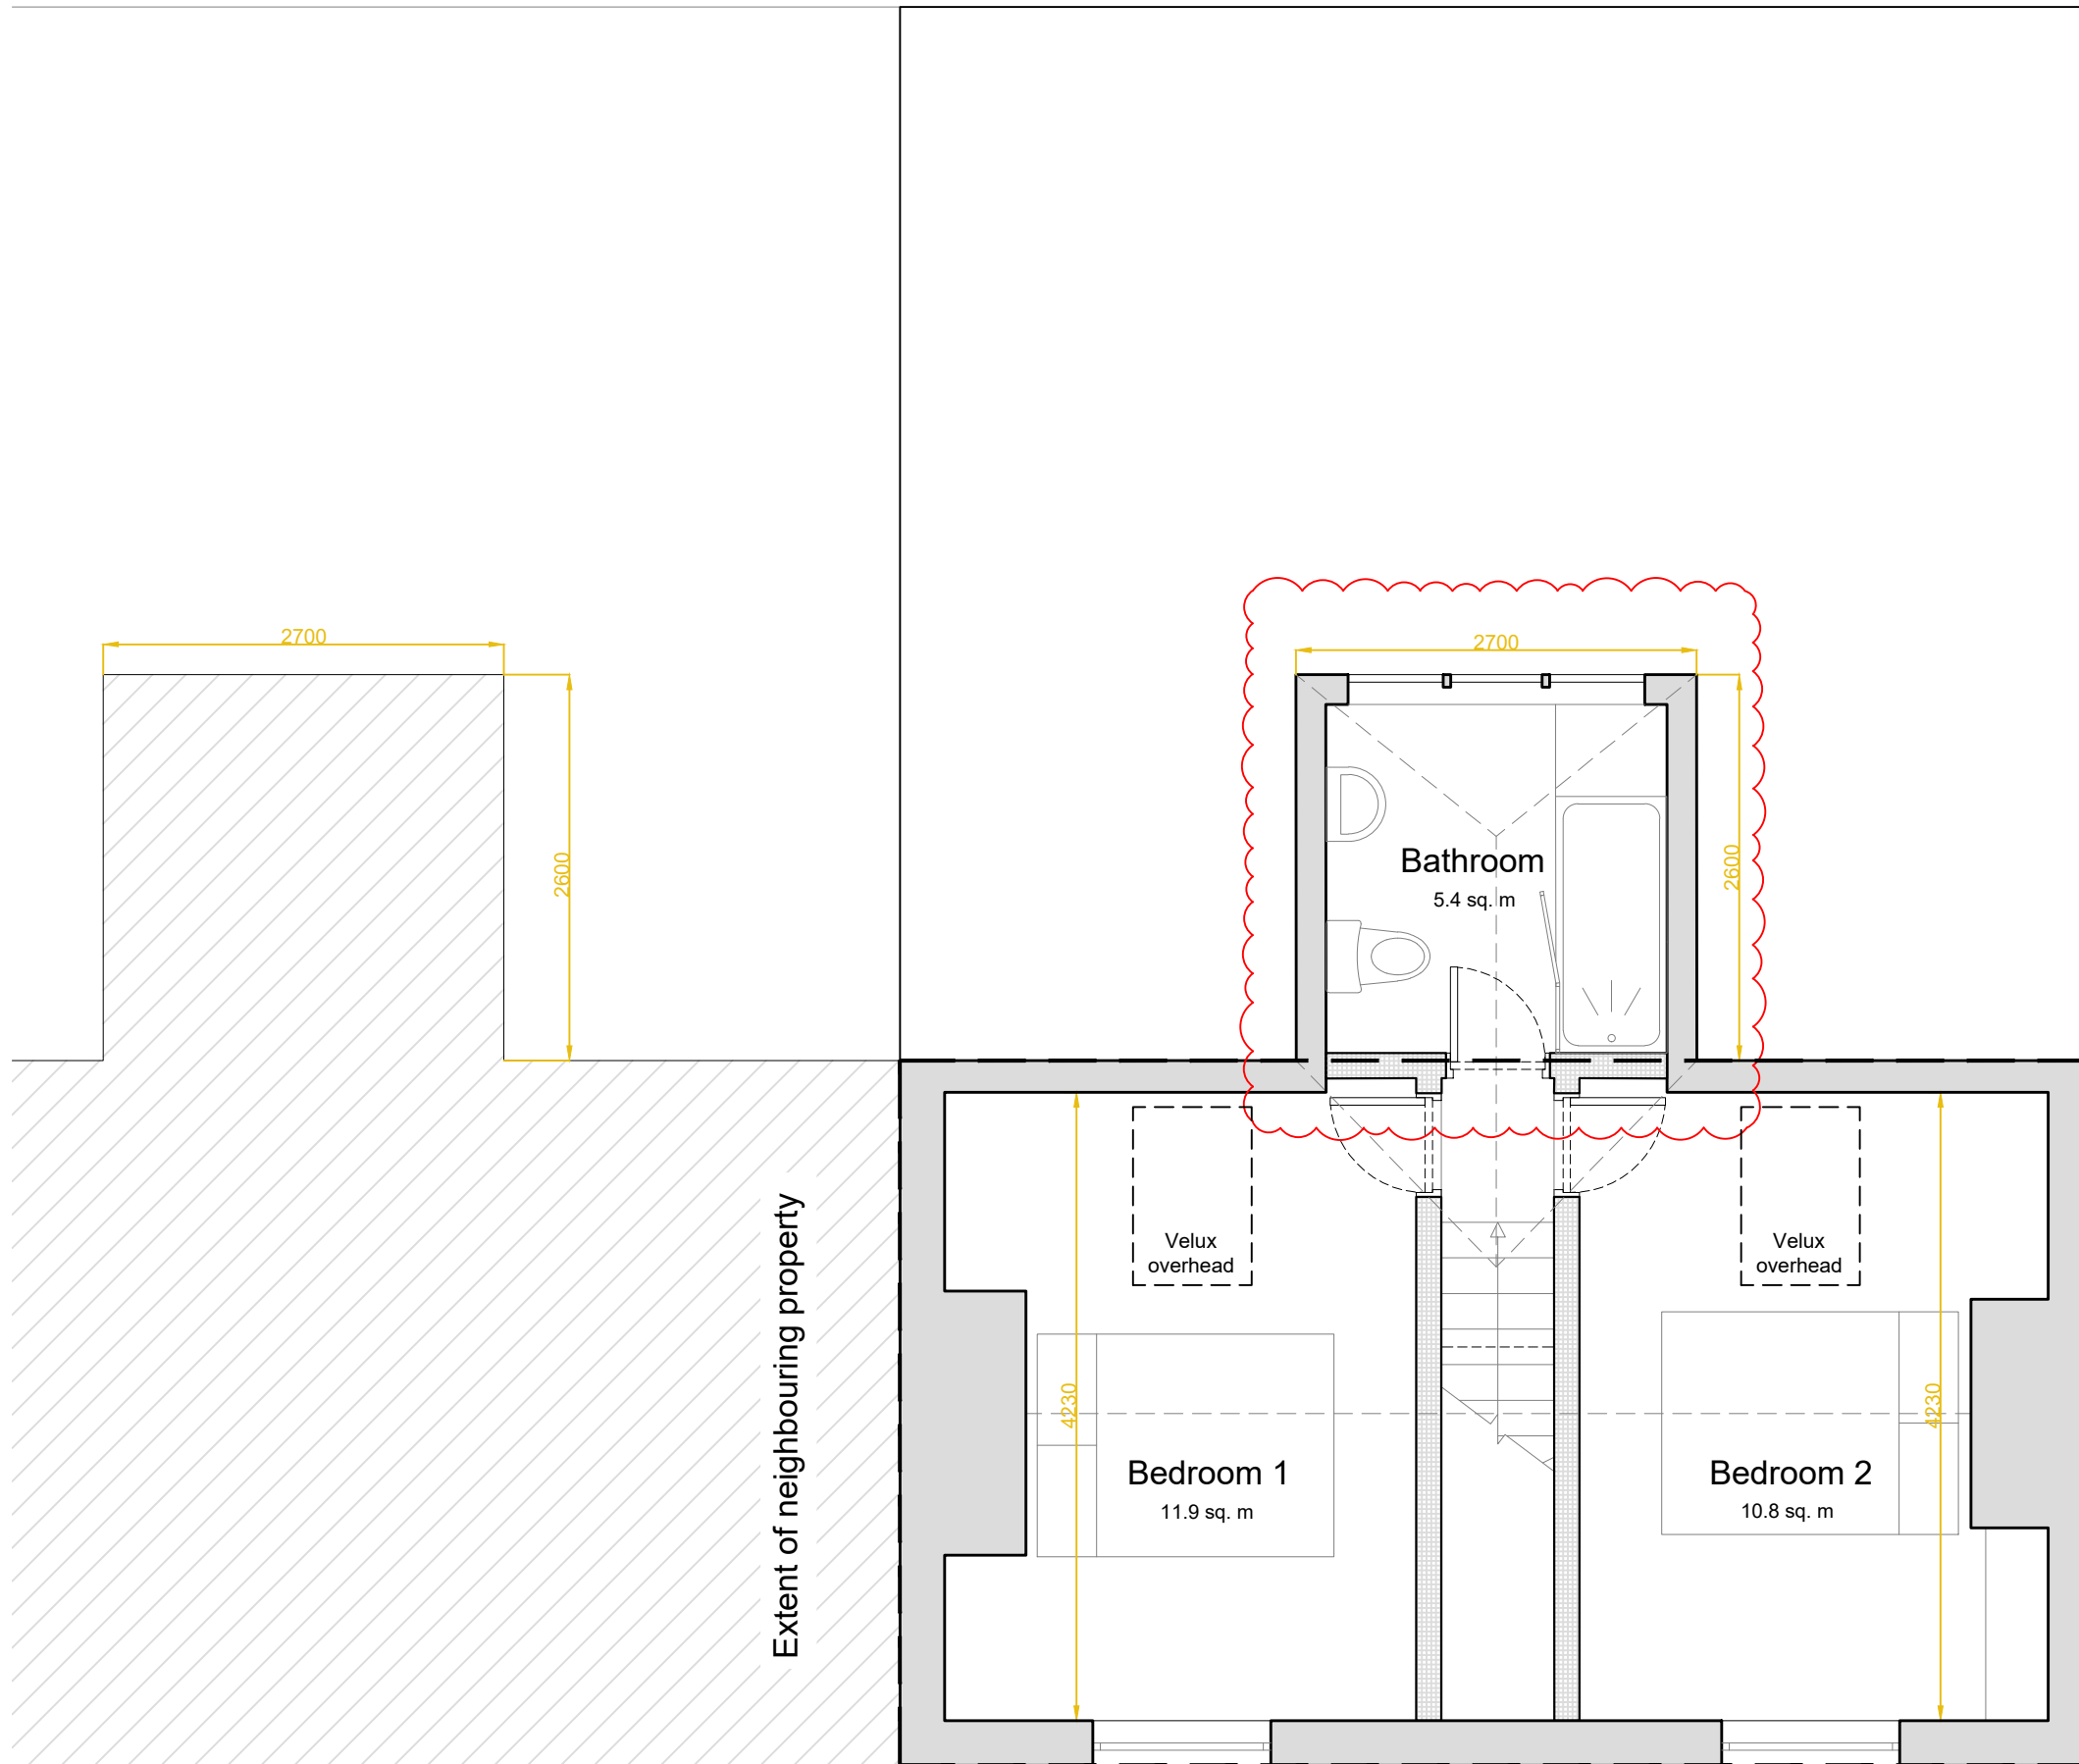 2700
2700
2600
2600
Bathroom
5.4 sq. m
Extent of neighbouring property
Velux
overhead
Velux
overhead
4230
4230
Bedroom 1
11.9 sq. m
Bedroom 2
10.8 sq. m